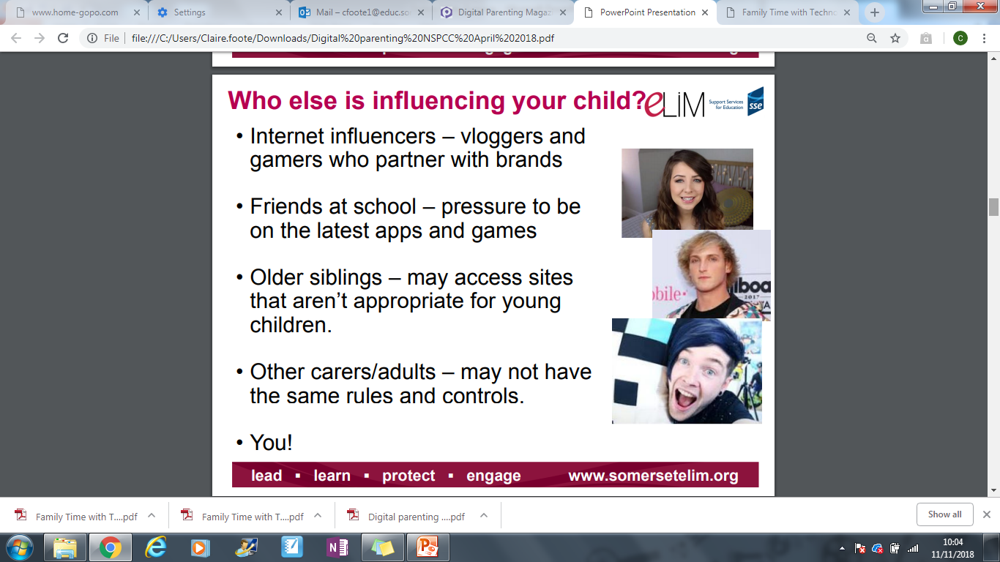 www.home-gopo.com
Settings
Mail – cfoote1@educ.so
Digital Parenting Magaz
PowerPoint Presentation
Family Time with Techno
File
file:///C:/Users/Claire.foote/Downloads/Digital%20parenting%20NSPCC%20April%202018.pdf
C
Who else is influencing your child?
eLiM
Support Services
for Education
sse
• Internet influencers – vloggers and
gamers who partner with brands
• Friends at school – pressure to be
on the latest apps and games
mobile
lboa
2017
• Older siblings – may access sites
that aren’t appropriate for young
children.
• Other carers/adults – may not have
the same rules and controls.
• You!
lead ▪ learn ▪ protect ▪ engage www.somersetelim.org
Family Time with T....pdf
Family Time with T....pdf
Digital parenting ....pdf
Show all
10:04
11/11/2018